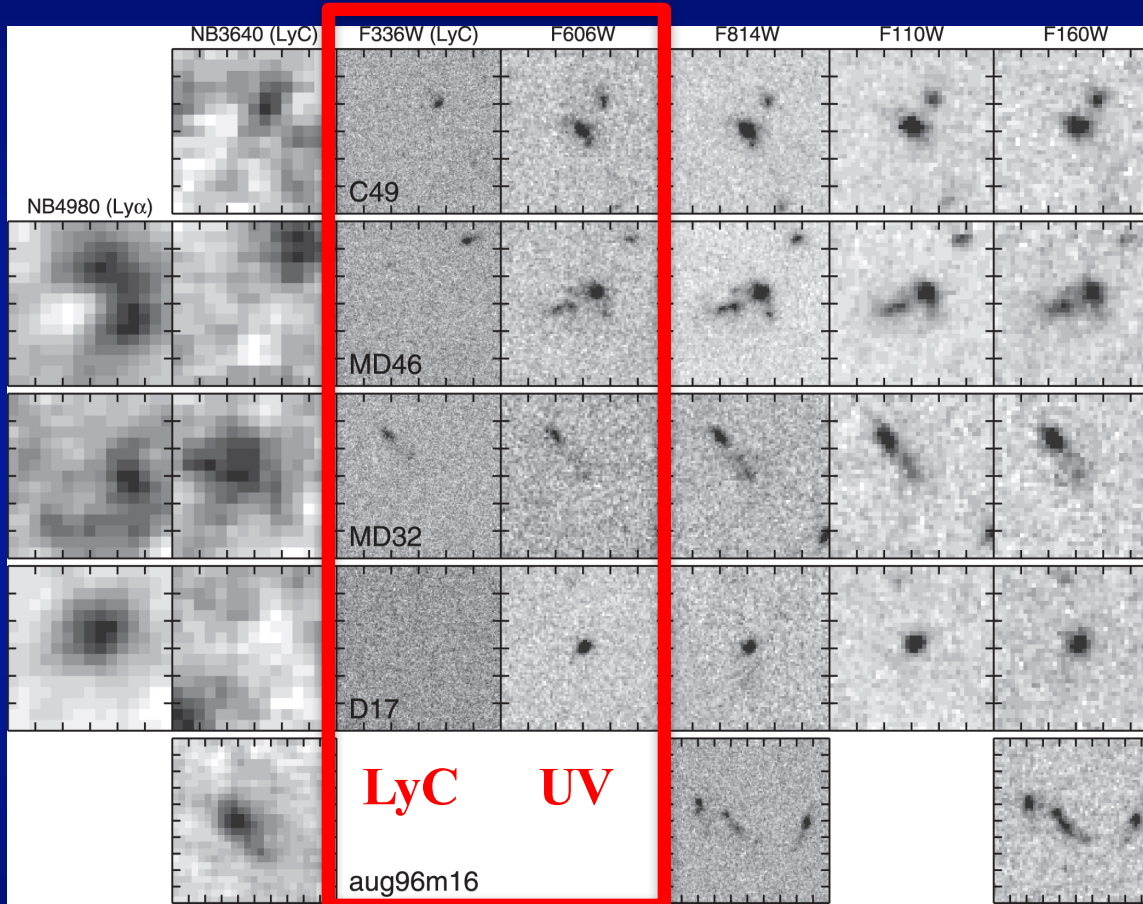 NB3640 (LyC) F336W (LyC) F606W F814W F110W F160W
C49
NB4980 (Lyα)
MD46
MD32
D17
LyC UV
aug96m16